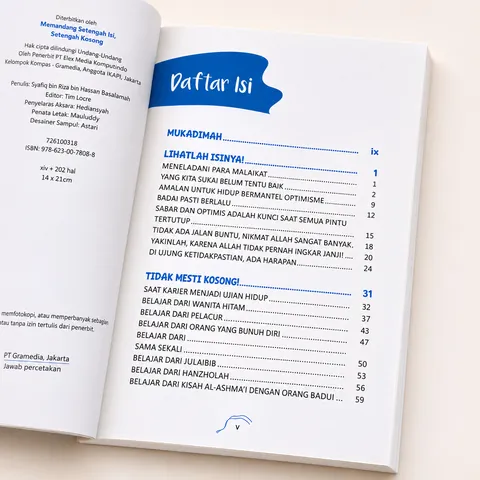 Diterbitkan oleh
Memandang Setengah Isi,
Setengah Kosong
Hak cipta dilindungi Undang-Undang
Oleh Penerbit PT Elex Media Komputindo
Kelompok Kompas - Gramedia, Anggota IKAPI, Jakarta
Penulis: Syafiq bin Riza bin Hassan Basalamah
Editor: Tim Locre
Penyelaras Aksara: Hediansyah
Penata Letak: Mauluddy
Desainer Sampul: Astari
726100318
ISBN: 978-623-00-7808-8
xiv + 202 hal
14 x 21cm
memfotokopi, atau memperbanyak sebagian
atau tanpa izin tertulis dari penerbit.
PT Gramedia, Jakarta
Jawab percetakan
Daftar Isi
MUKADIMAH ix
LIHATLAH ISINYA! 1
MENELADANI PARA MALAIKAT 1
YANG KITA SUKAI BELUM TENTU BAIK 2
AMALAN UNTUK HIDUP BERMANTEL OPTIMISME 9
BADAI PASTI BERLALU 12
SABAR DAN OPTIMIS ADALAH KUNCI SAAT SEMUA PINTU
TERTUTUP 15
TIDAK ADA JALAN BUNTU, NIKMAT ALLAH SANGAT BANYAK. 18
YAKINLAH, KARENA ALLAH TIDAK PERNAH INGKAR JANJI! .... 20
DI UJUNG KETIDAKPASTIAN, ADA HARAPAN 24
TIDAK MESTI KOSONG! 31
SAAT KARIER MENJADI UJIAN HIDUP 32
BELAJAR DARI WANITA HITAM 37
BELAJAR DARI PELACUR 43
BELAJAR DARI ORANG YANG BUNUH DIRI 47
BELAJAR DARI
SAMA SEKALI 50
BELAJAR DARI JULAIBIB 53
BELAJAR DARI HANZHOLAH 56
BELAJAR DARI KISAH AL-ASHMA'I DENGAN ORANG BADUI ... 59
v